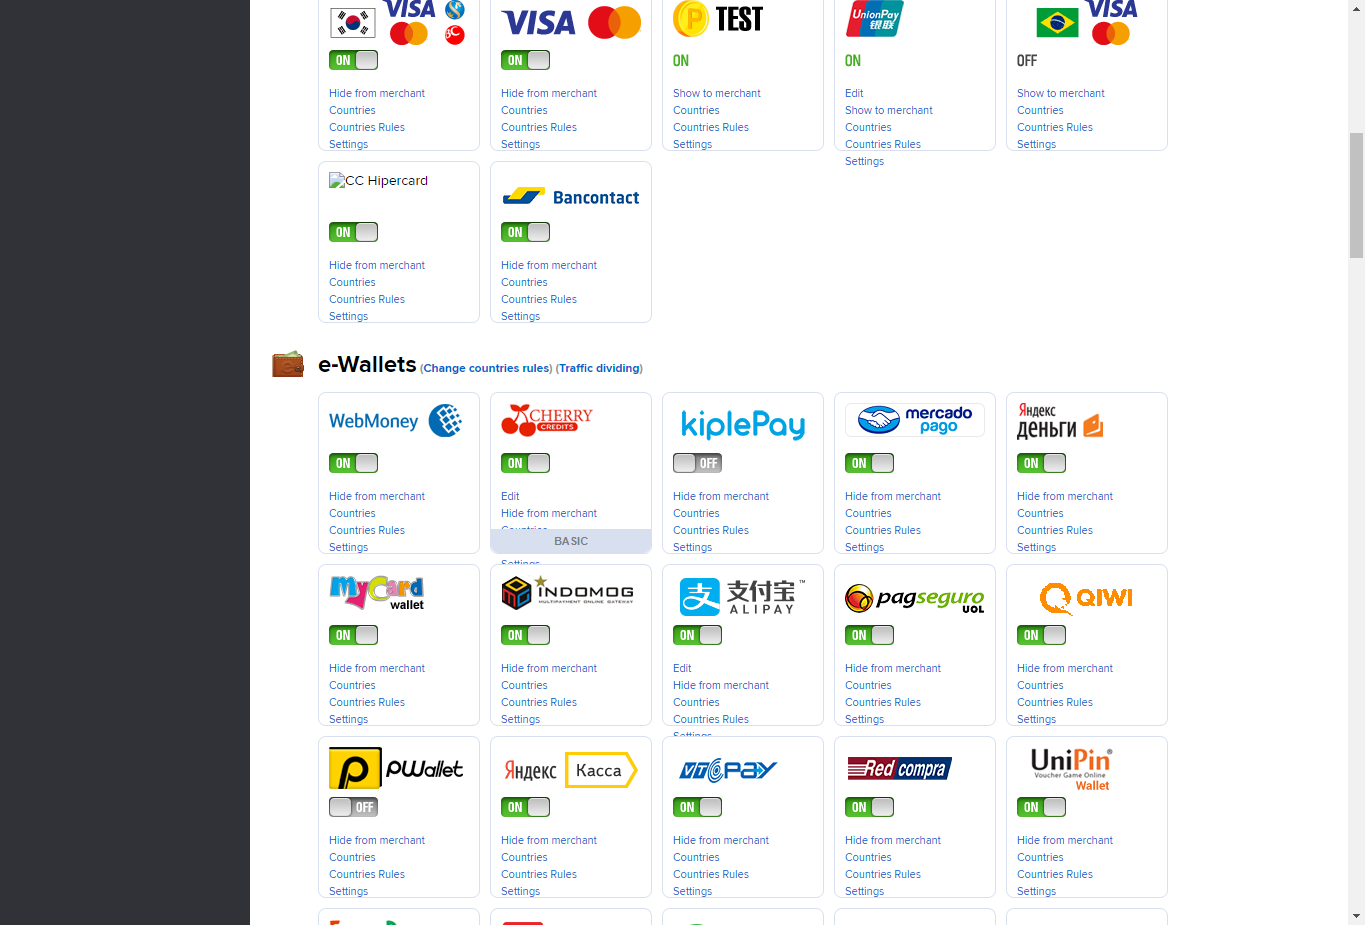 VISA
VISA
P TEST
UnionPay
银联
VISA
ON
ON
ON
ON
OFF
Hide from merchant
Countries
Countries Rules
Settings
Hide from merchant
Countries
Countries Rules
Settings
Show to merchant
Countries
Countries Rules
Settings
Edit
Show to merchant
Countries
Countries Rules
Settings
Show to merchant
Countries
Countries Rules
Settings
CC Hipercard
ON
Hide from merchant
Countries
Countries Rules
Settings
Bancontact
ON
Hide from merchant
Countries
Countries Rules
Settings
e-Wallets (Change countries rules) (Traffic dividing)
WebMoney
ON
Hide from merchant
Countries
Countries Rules
Settings
CHERRY
CREDITS
ON
Edit
Hide from merchant
Countries
BASIC
Settings
kiplePay
OFF
Hide from merchant
Countries
Countries Rules
Settings
mercado
pago
ON
Hide from merchant
Countries
Countries Rules
Settings
Яндекс
деньги
ON
Hide from merchant
Countries
Countries Rules
Settings
MyCard
wallet
ON
Hide from merchant
Countries
Countries Rules
Settings
INDOMOG
MULTIPAYMENT ONLINE GATEWAY
ON
Hide from merchant
Countries
Countries Rules
Settings
支 支付宝™
ALIPAY
ON
Edit
Hide from merchant
Countries
Countries Rules
Settings
pagseguro
UOL
ON
Hide from merchant
Countries
Countries Rules
Settings
QIWI
ON
Hide from merchant
Countries
Countries Rules
Settings
p pWallet
OFF
Hide from merchant
Countries
Countries Rules
Settings
Яндекс Касса
ON
Hide from merchant
Countries
Countries Rules
Settings
VTCPAY
ON
Hide from merchant
Countries
Countries Rules
Settings
Red compra
ON
Hide from merchant
Countries
Countries Rules
Settings
UniPin
Voucher Game Online
Wallet
ON
Hide from merchant
Countries
Countries Rules
Settings